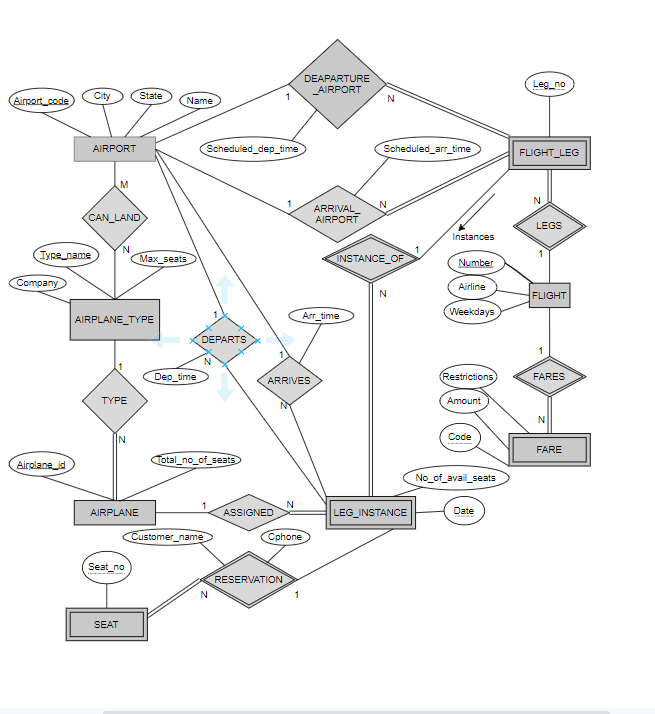 DEAPARTURE
_AIRPORT
Leg_no
Airport_code
City
State
Name
1
N
AIRPORT
Scheduled_dep_time
Scheduled_arr_time
FLIGHT_LEG
M
CAN_LAND
1
ARRIVAL_
AIRPORT
N
N
LEGS
Instances
N
1
1
Type_name
Max_seats
INSTANCE_OF
Number
Company
Airline
FLIGHT
N
Weekdays
AIRPLANE_TYPE
1
Arr_time
DEPARTS
N
1
1
1
Dep_time
ARRIVES
Restrictions
FARES
TYPE
N
Amount
N
N
Code
FARE
Airplane_id
Total_no_of_seats
No_of_avail_seats
1
N
AIRPLANE
ASSIGNED
LEG_INSTANCE
Date
Customer_name
Cphone
Seat_no
RESERVATION
N
1
SEAT